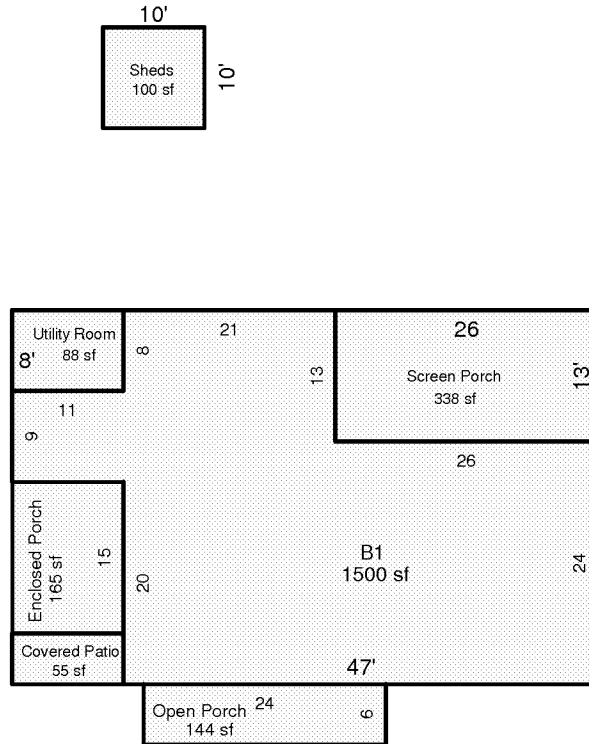 10'
Sheds
100 sf
10'
Utility Room
88 sf
8'
8
21
26
13
Screen Porch
338 sf
13'
11
9
26
Enclosed Porch
165 sf
15
20
B1
1500 sf
24
Covered Patio
55 sf
47'
Open Porch
144 sf
24
6